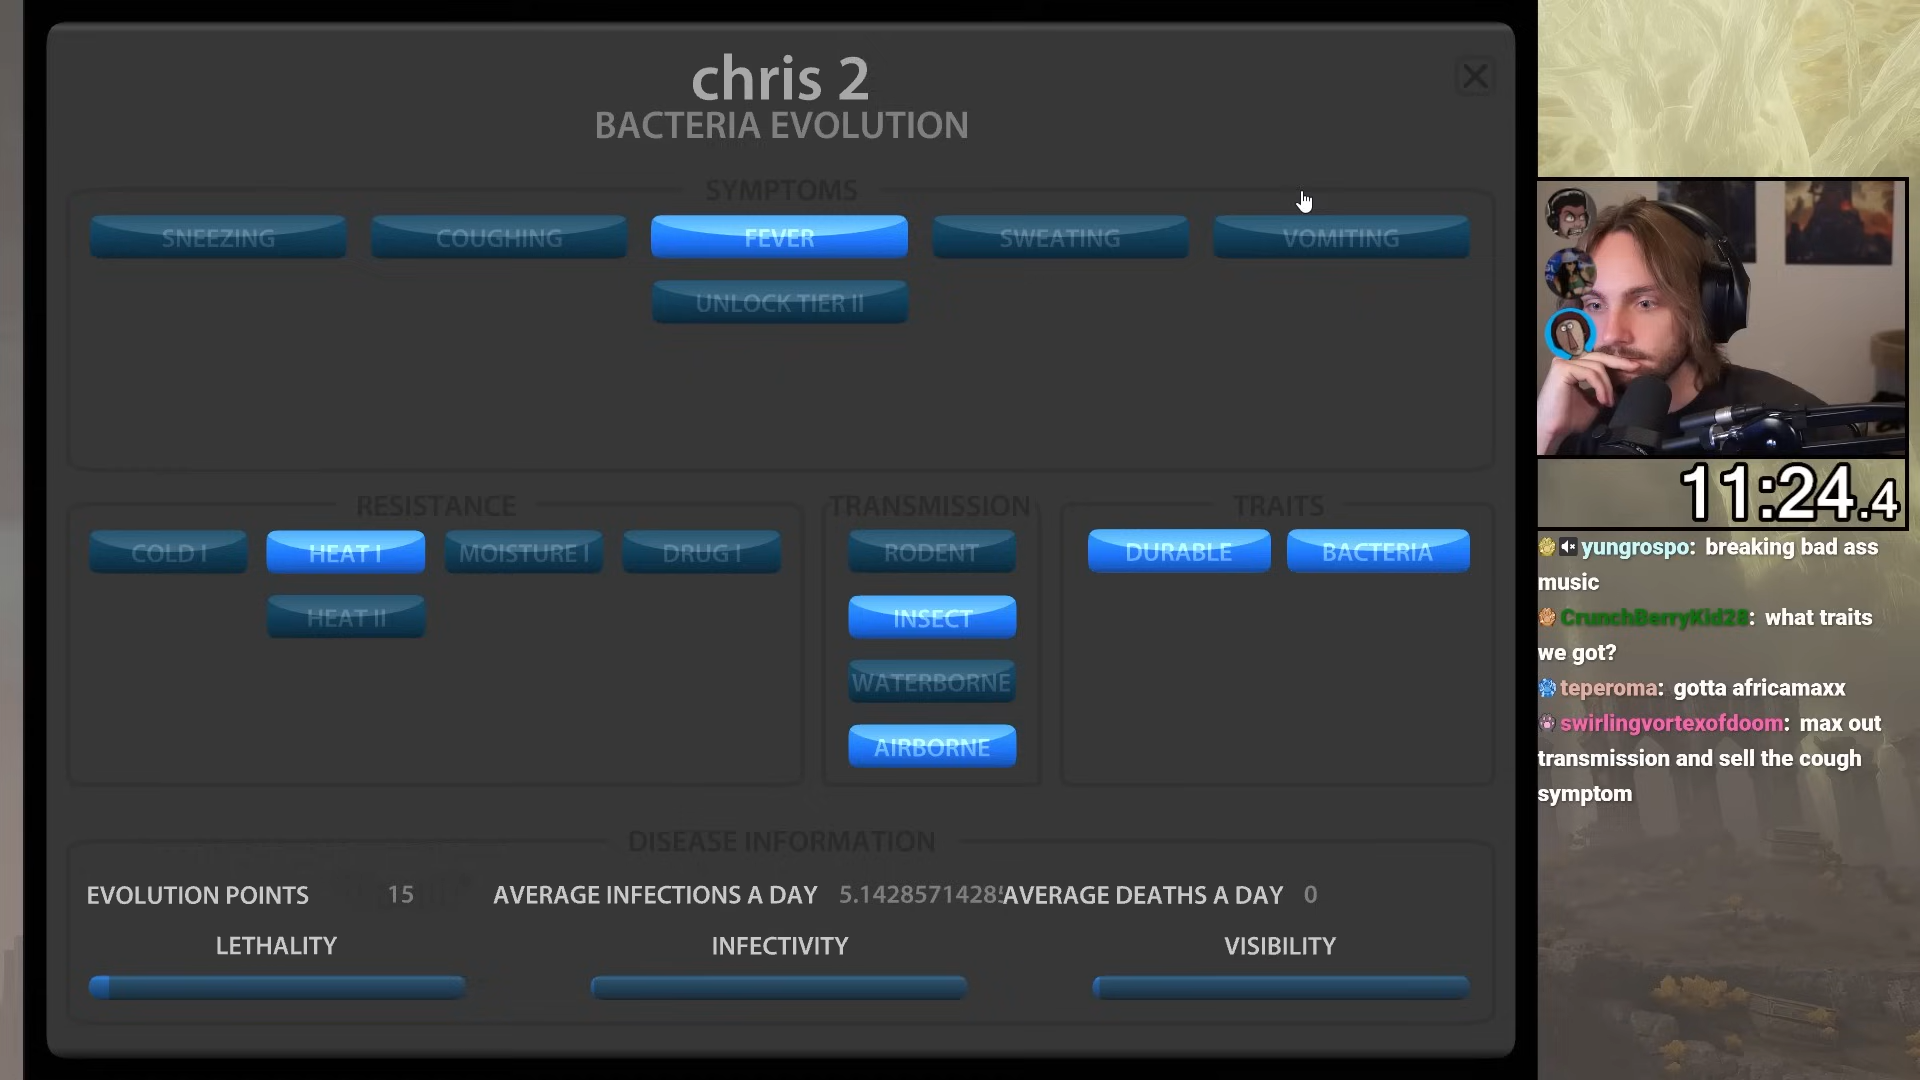 chris 2
BACTERIA EVOLUTION
SYMPTOMS
SNEEZING
COUGHING
FEVER
SWEATING
VOMITING
UNLOCK TIER II
RESISTANCE
COLD I
HEAT I
MOISTURE I
DRUG I
HEAT II
TRANSMISSION
RODENT
INSECT
WATERBORNE
AIRBORNE
TRAITS
DURABLE
BACTERIA
DISEASE INFORMATION
EVOLUTION POINTS 15
AVERAGE INFECTIONS A DAY 5.142857142
AVERAGE DEATHS A DAY 0
LETHALITY
INFECTIVITY
VISIBILITY
11:24.4
yungrospo: breaking bad ass
music
CrunchBerryKid28: what traits
we got?
teperoma: gotta africamaxx
swirlingvortexofdoom: max out
transmission and sell the cough
symptom